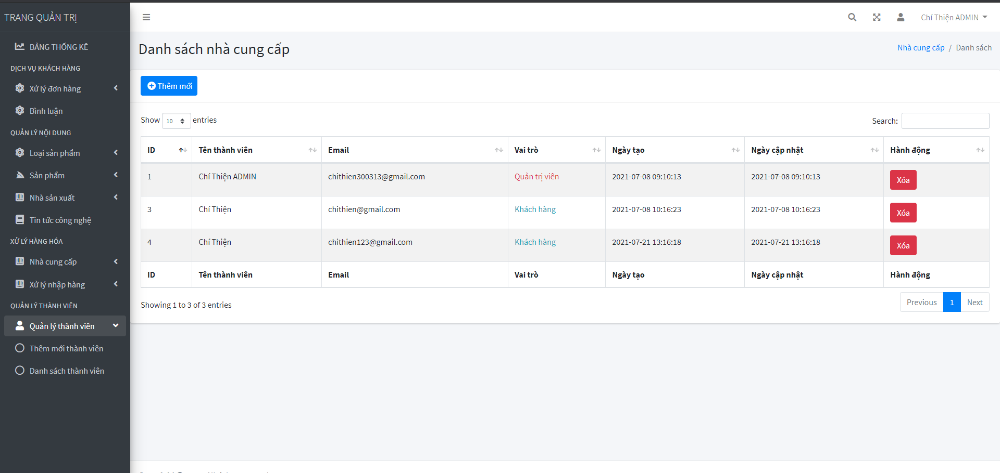 TRANG QUẢN TRỊ
Chí Thiện ADMIN
BẢNG THỐNG KÊ
DỊCH VỤ KHÁCH HÀNG
Xử lý đơn hàng
Bình luận
QUẢN LÝ NỘI DUNG
Loại sản phẩm
Sản phẩm
Nhà sản xuất
Tin tức công nghệ
XỬ LÝ HÀNG HÓA
Nhà cung cấp
Xử lý nhập hàng
QUẢN LÝ THÀNH VIÊN
Quản lý thành viên
Thêm mới thành viên
Danh sách thành viên
Danh sách nhà cung cấp
Nhà cung cấp / Danh sách
Thêm mới
Show 10 entries
Search:
ID Tên thành viên Email Vai trò Ngày tạo Ngày cập nhật Hành động
1 Chí Thiện ADMIN chithien300313@gmail.com Quản trị viên 2021-07-08 09:10:13 2021-07-08 09:10:13 Xóa
3 Chí Thiện chithien@gmail.com Khách hàng 2021-07-08 10:16:23 2021-07-08 10:16:23 Xóa
4 Chí Thiện chithien123@gmail.com Khách hàng 2021-07-21 13:16:18 2021-07-21 13:16:18 Xóa
ID Tên thành viên Email Vai trò Ngày tạo Ngày cập nhật Hành động
Showing 1 to 3 of 3 entries
Previous 1 Next